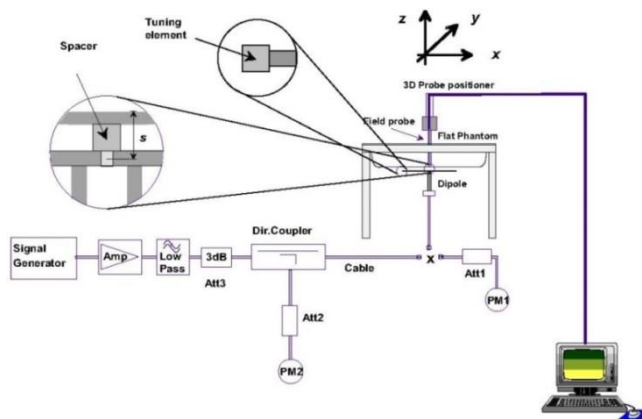 Tuning
element
Spacer
s
z
y
x
3D Probe positioner
Field probe
Flat Phantom
Dipole
Signal
Generator
Amp
Low
Pass
3dB
Att3
Dir.Coupler
Cable
x
Att1
PM1
Att2
PM2